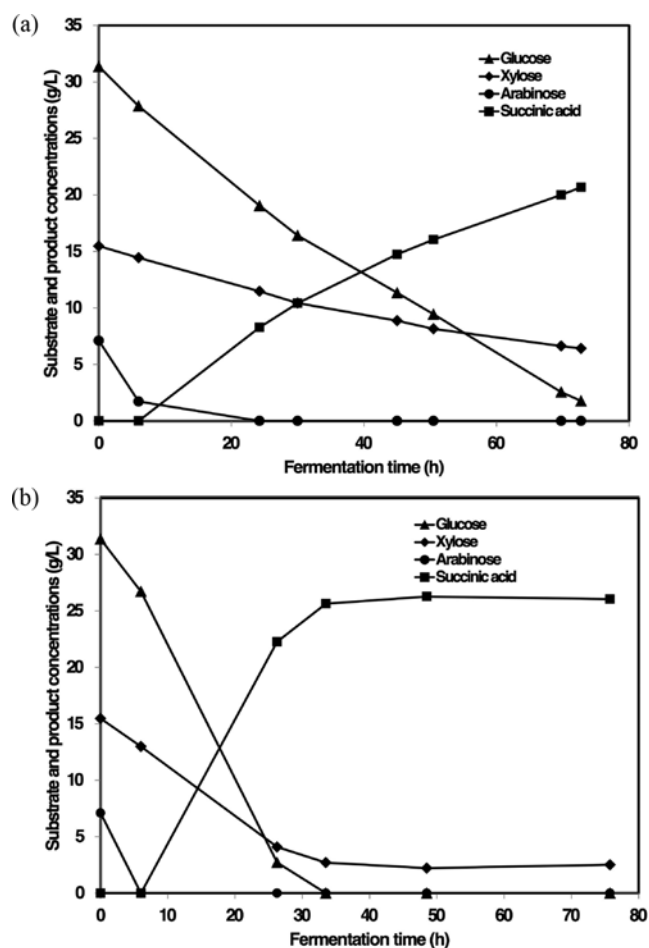 (a)
Substrate and product concentrations (g/L)
35
30
25
20
15
10
5
0
Glucose
Xylose
Arabinose
Succinic acid
0 20 40 60 80
Fermentation time (h)
(b)
Substrate and product concentrations (g/L)
35
30
25
20
15
10
5
0
Glucose
Xylose
Arabinose
Succinic acid
0 10 20 30 40 50 60 70 80
Fermentation time (h)